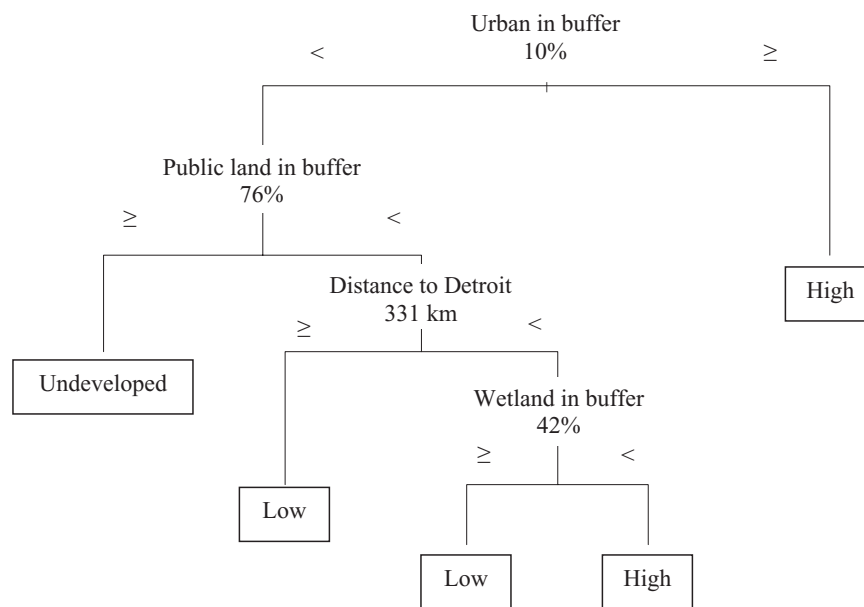 Urban in buffer
< 10% ≥
Public land in buffer
76%
≥ <
Distance to Detroit
331 km
≥ <
High
Undeveloped
Wetland in buffer
42%
≥ <
Low
Low High